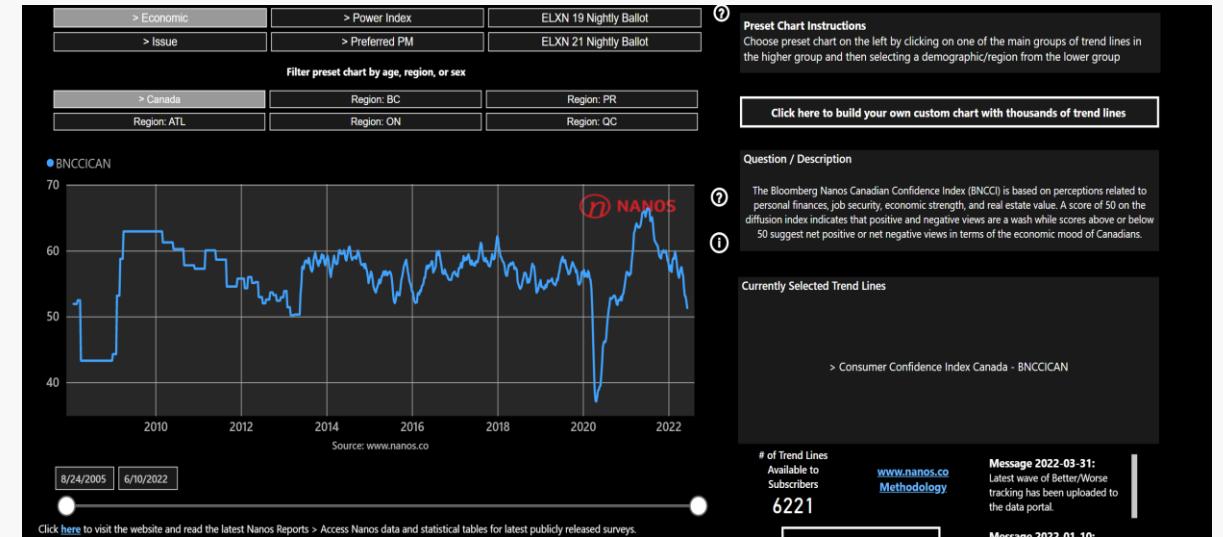 > Economic
> Power Index
ELXN 19 Nightly Ballot
> Issue
> Preferred PM
ELXN 21 Nightly Ballot
Filter preset chart by age, region, or sex
> Canada
Region: BC
Region: PR
Region: ATL
Region: ON
Region: QC
BNCCICAN
70
60
50
40
2010
2012
2014
2016
2018
2020
2022
n NANOS
Source: www.nanos.co
8/24/2005
6/10/2022
Click here to visit the website and read the latest Nanos Reports > Access Nanos data and statistical tables for latest publicly released surveys.
?
?
i
Preset Chart Instructions
Choose preset chart on the left by clicking on one of the main groups of trend lines in
the higher group and then selecting a demographic/region from the lower group
Click here to build your own custom chart with thousands of trend lines
Question / Description
The Bloomberg Nanos Canadian Confidence Index (BNCCI) is based on perceptions related to
personal finances, job security, economic strength, and real estate value. A score of 50 on the
diffusion index indicates that positive and negative views are a wash while scores above or below
50 suggest net positive or net negative views in terms of the economic mood of Canadians.
Currently Selected Trend Lines
> Consumer Confidence Index Canada - BNCCICAN
# of Trend Lines
Available to
Subscribers
6221
www.nanos.co
Methodology
Message 2022-03-31:
Latest wave of Better/Worse
tracking has been uploaded to
the data portal.
Message 2022-01-10: